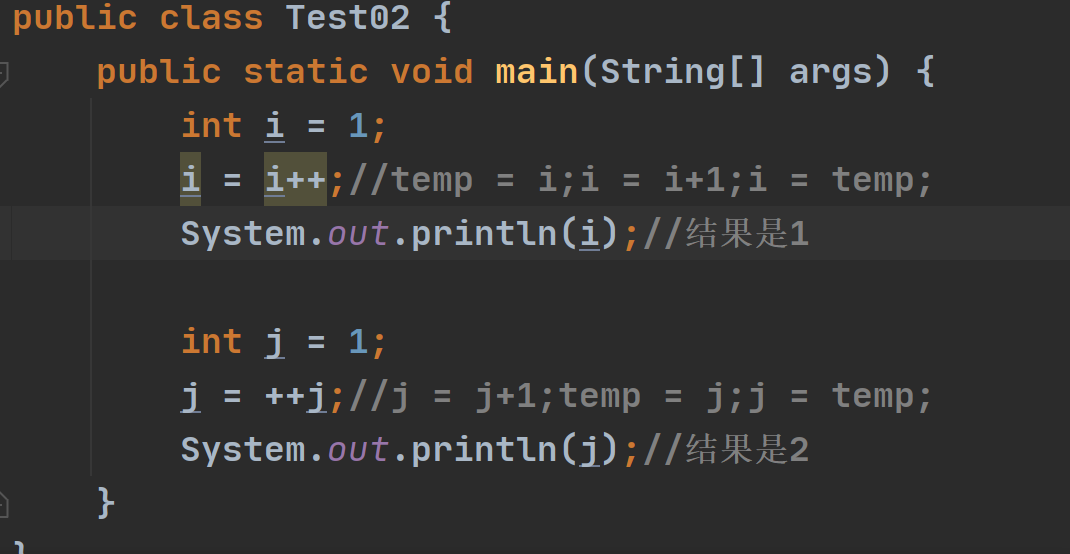 public class Test02 {
public static void main(String[] args) {
int i = 1;
i = i++;//temp = i;i = i+1;i = temp;
System.out.println(i);//结果是1
int j = 1;
j = ++j;//j = j+1;temp = j;j = temp;
System.out.println(j);//结果是2
}
}